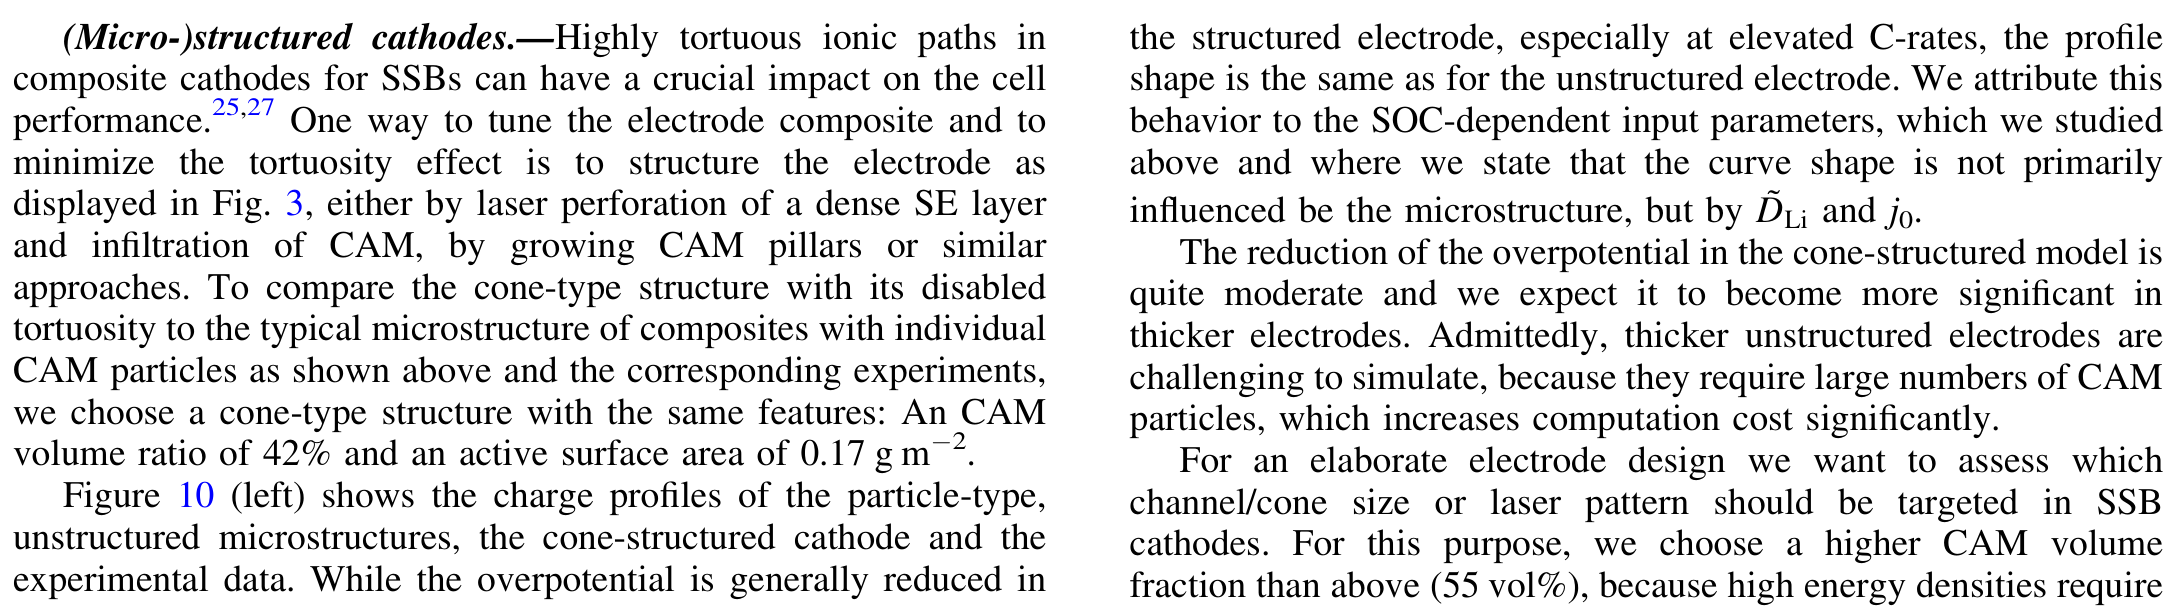 (Micro-)structured cathodes.—Highly tortuous ionic paths in
composite cathodes for SSBs can have a crucial impact on the cell
performance.25,27 One way to tune the electrode composite and to
minimize the tortuosity effect is to structure the electrode as
displayed in Fig. 3, either by laser perforation of a dense SE layer
and infiltration of CAM, by growing CAM pillars or similar
approaches. To compare the cone-type structure with its disabled
tortuosity to the typical microstructure of composites with individual
CAM particles as shown above and the corresponding experiments,
we choose a cone-type structure with the same features: An CAM
volume ratio of 42% and an active surface area of 0.17 g m−2.
Figure 10 (left) shows the charge profiles of the particle-type,
unstructured microstructures, the cone-structured cathode and the
experimental data. While the overpotential is generally reduced in
the structured electrode, especially at elevated C-rates, the profile
shape is the same as for the unstructured electrode. We attribute this
behavior to the SOC-dependent input parameters, which we studied
above and where we state that the curve shape is not primarily
influenced be the microstructure, but by D̃Li and j0.
The reduction of the overpotential in the cone-structured model is
quite moderate and we expect it to become more significant in
thicker electrodes. Admittedly, thicker unstructured electrodes are
challenging to simulate, because they require large numbers of CAM
particles, which increases computation cost significantly.
For an elaborate electrode design we want to assess which
channel/cone size or laser pattern should be targeted in SSB
cathodes. For this purpose, we choose a higher CAM volume
fraction than above (55 vol%), because high energy densities require